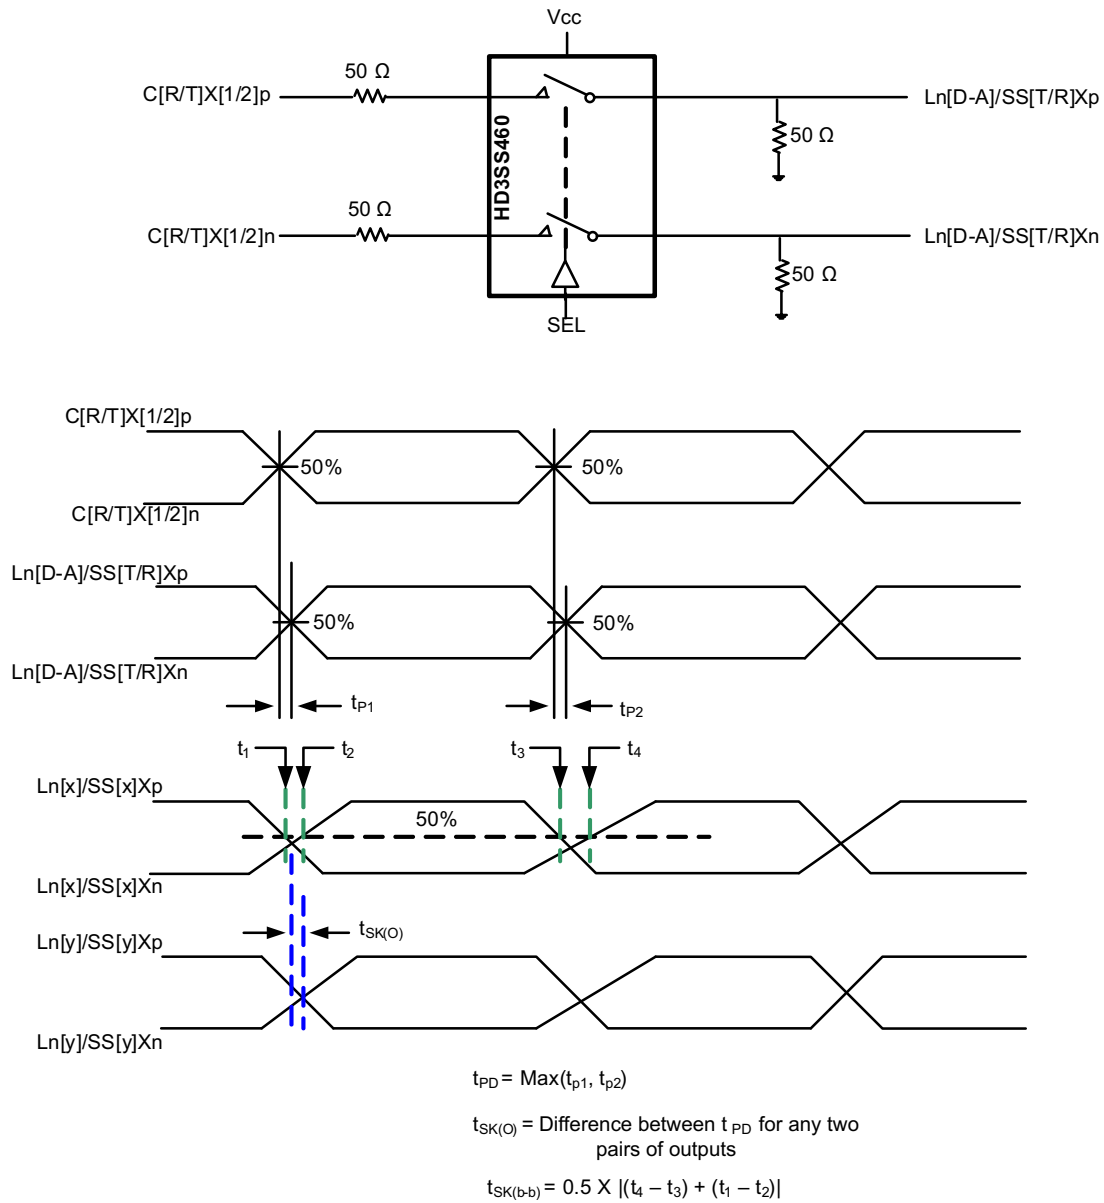 Vcc
50 Ω
C[R/T]X[1/2]p
Ln[D-A]/SS[T/R]Xp
50 Ω
HD3SS460
50 Ω
C[R/T]X[1/2]n
Ln[D-A]/SS[T/R]Xn
50 Ω
SEL
C[R/T]X[1/2]p
50%
50%
C[R/T]X[1/2]n
Ln[D-A]/SS[T/R]Xp
50%
50%
Ln[D-A]/SS[T/R]Xn
tP1
tP2
t1
t2
t3
t4
Ln[x]/SS[x]Xp
50%
Ln[x]/SS[x]Xn
tSK(O)
Ln[y]/SS[y]Xp
Ln[y]/SS[y]Xn
tPD = Max(tp1, tp2)
tSK(O) = Difference between t PD for any two
pairs of outputs
tSK(b-b) = 0.5 X |(t4 – t3) + (t1 – t2)|